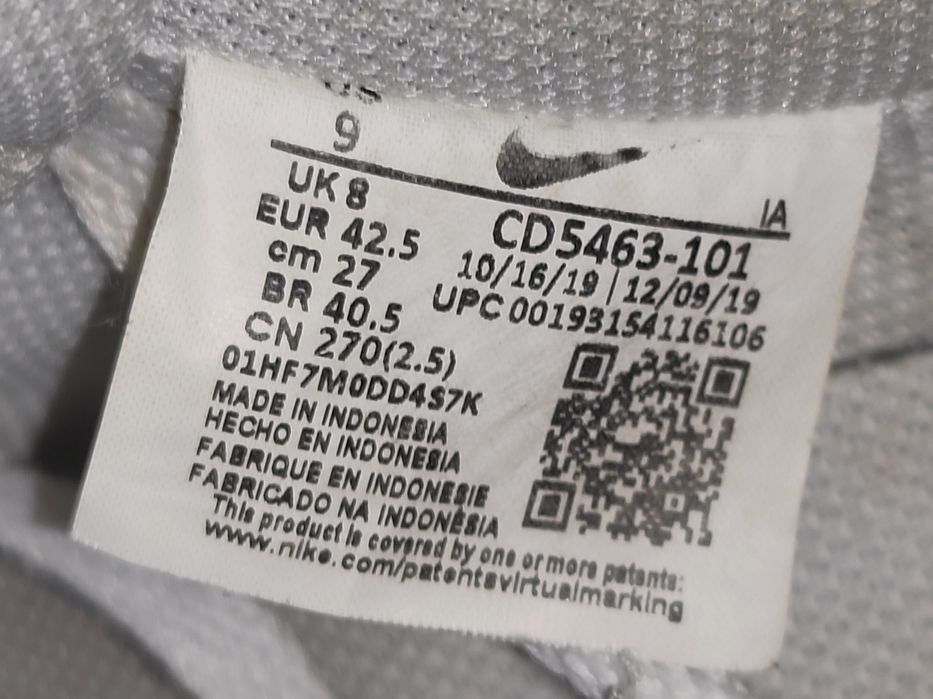 US
9
UK 8
EUR 42.5
cm 27
BR 40.5
CN 270(2.5)
01HF7M0DD4S7K
MADE IN INDONESIA
HECHO EN INDONESIA
FABRIQUE EN INDONESIE
FABRICADO NA INDONÉSIA
This product is covered by one or more patents:
www.nike.com/patentsvirtualmarking
IA
CD5463-101
10/16/19 | 12/09/19
UPC 00193154116106